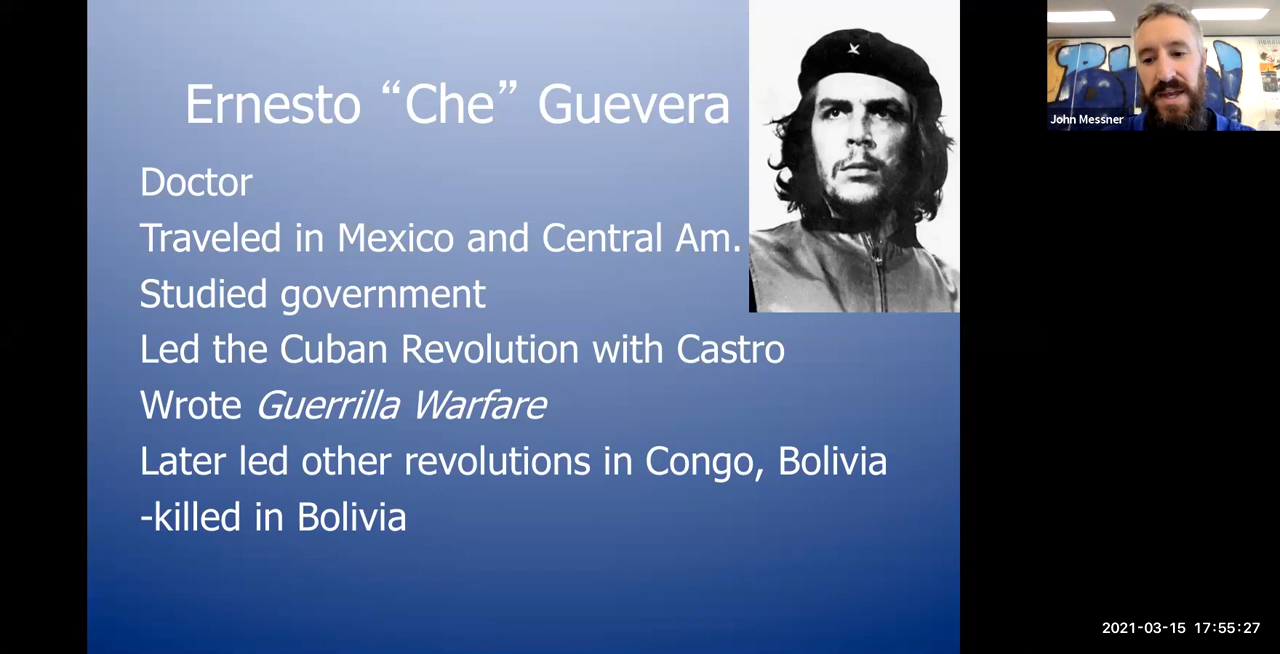 Ernesto “Che” Guevera
Doctor
Traveled in Mexico and Central Am.
Studied government
Led the Cuban Revolution with Castro
Wrote Guerrilla Warfare
Later led other revolutions in Congo, Bolivia
-killed in Bolivia
John Messner
2021-03-15 17:55:27